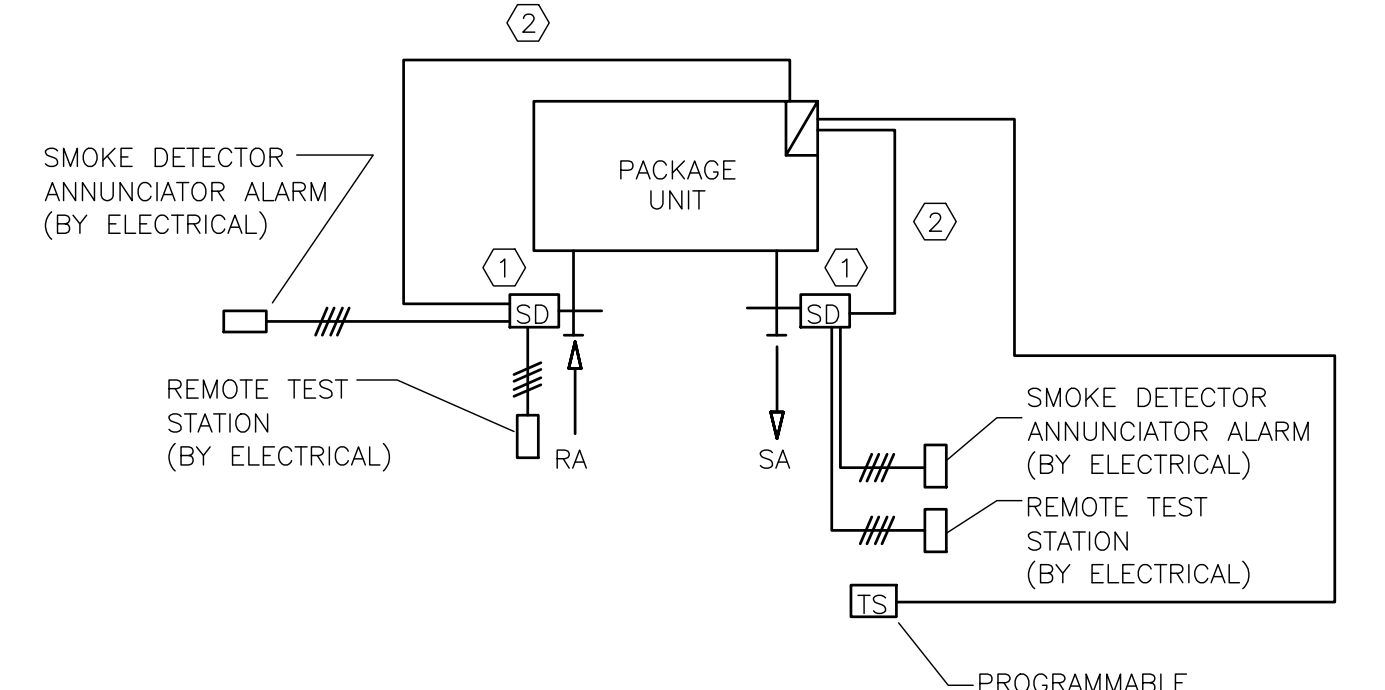 2
SMOKE DETECTOR
ANNUNCIATOR ALARM
(BY ELECTRICAL)
PACKAGE
UNIT
2
1
1
SD
SD
REMOTE TEST
STATION
(BY ELECTRICAL)
RA
SA
SMOKE DETECTOR
ANNUNCIATOR ALARM
(BY ELECTRICAL)
REMOTE TEST
STATION
(BY ELECTRICAL)
TS
PROGRAMMABLE